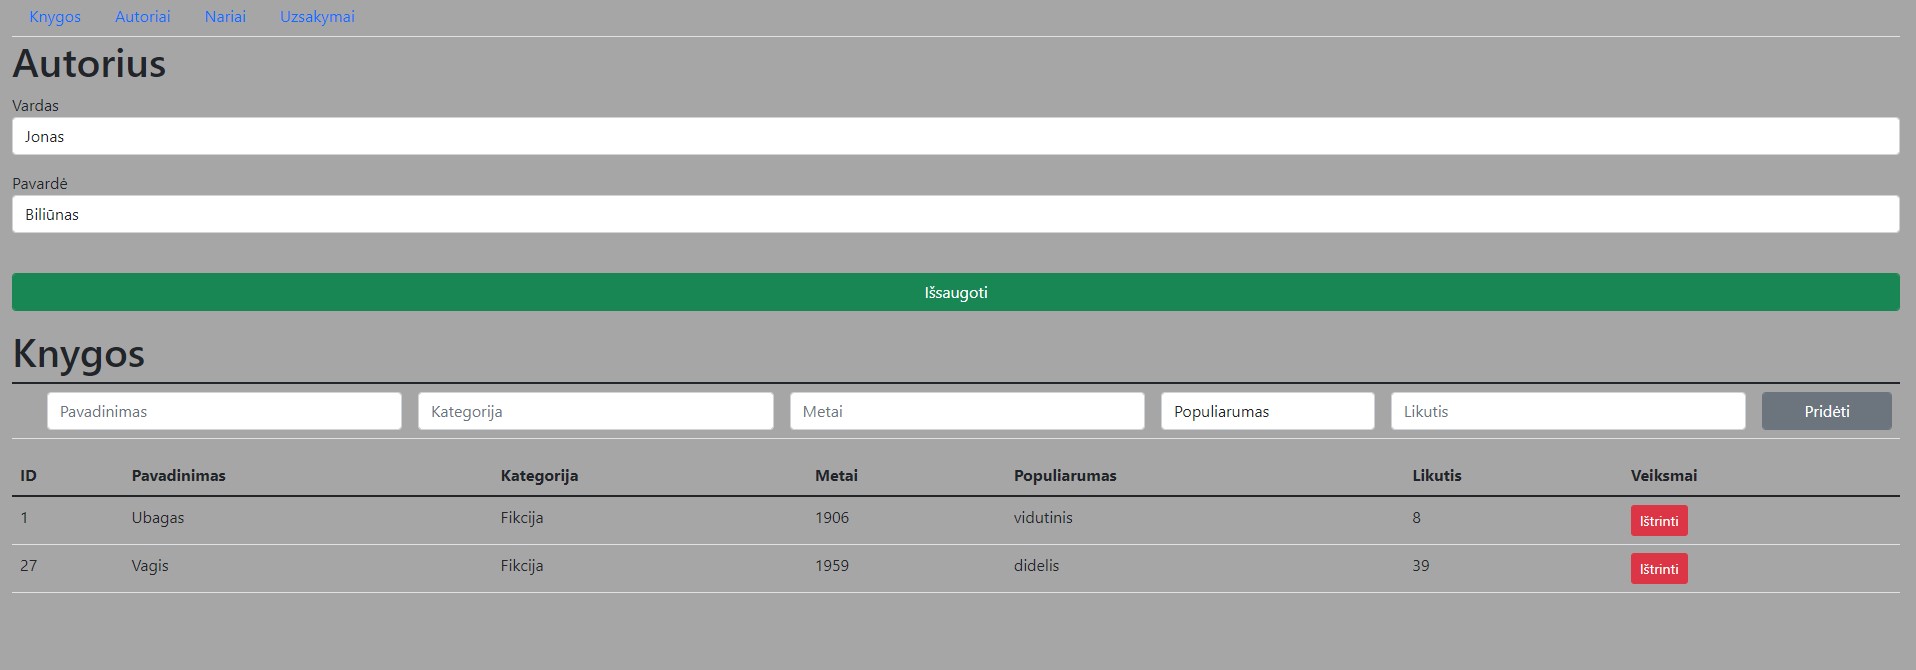 Knygos Autoriai Nariai Uzsakymai
Autorius
Vardas
Jonas
Pavardė
Biliūnas
Išsaugoti
Knygos
Pavadinimas Kategorija Metai Populiarumas Likutis Pridėti
ID Pavadinimas Kategorija Metai Populiarumas Likutis Veiksmai
1 Ubagas Fikcija 1906 vidutinis 8 Ištrinti
27 Vagis Fikcija 1959 didelis 39 Ištrinti